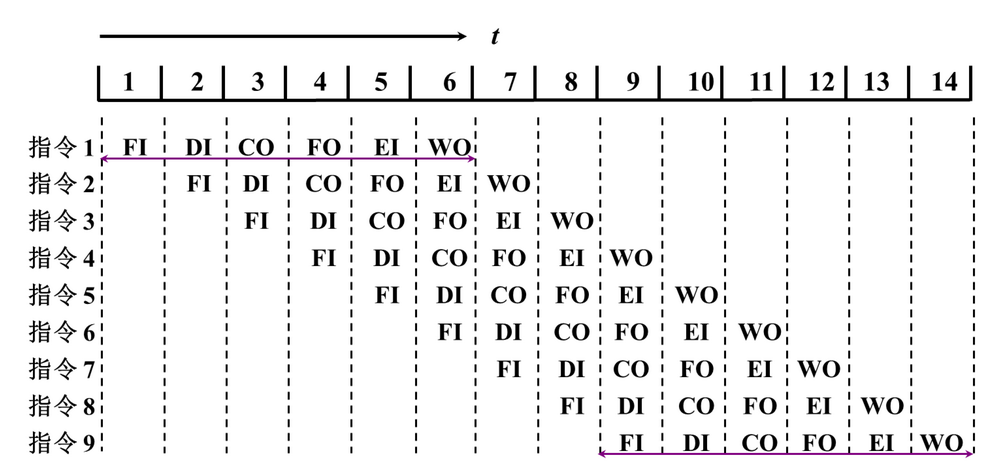 t
1 2 3 4 5 6 7 8 9 10 11 12 13 14
指令 1 FI DI CO FO EI WO
指令 2 FI DI CO FO EI WO
指令 3 FI DI CO FO EI WO
指令 4 FI DI CO FO EI WO
指令 5 FI DI CO FO EI WO
指令 6 FI DI CO FO EI WO
指令 7 FI DI CO FO EI WO
指令 8 FI DI CO FO EI WO
指令 9 FI DI CO FO EI WO